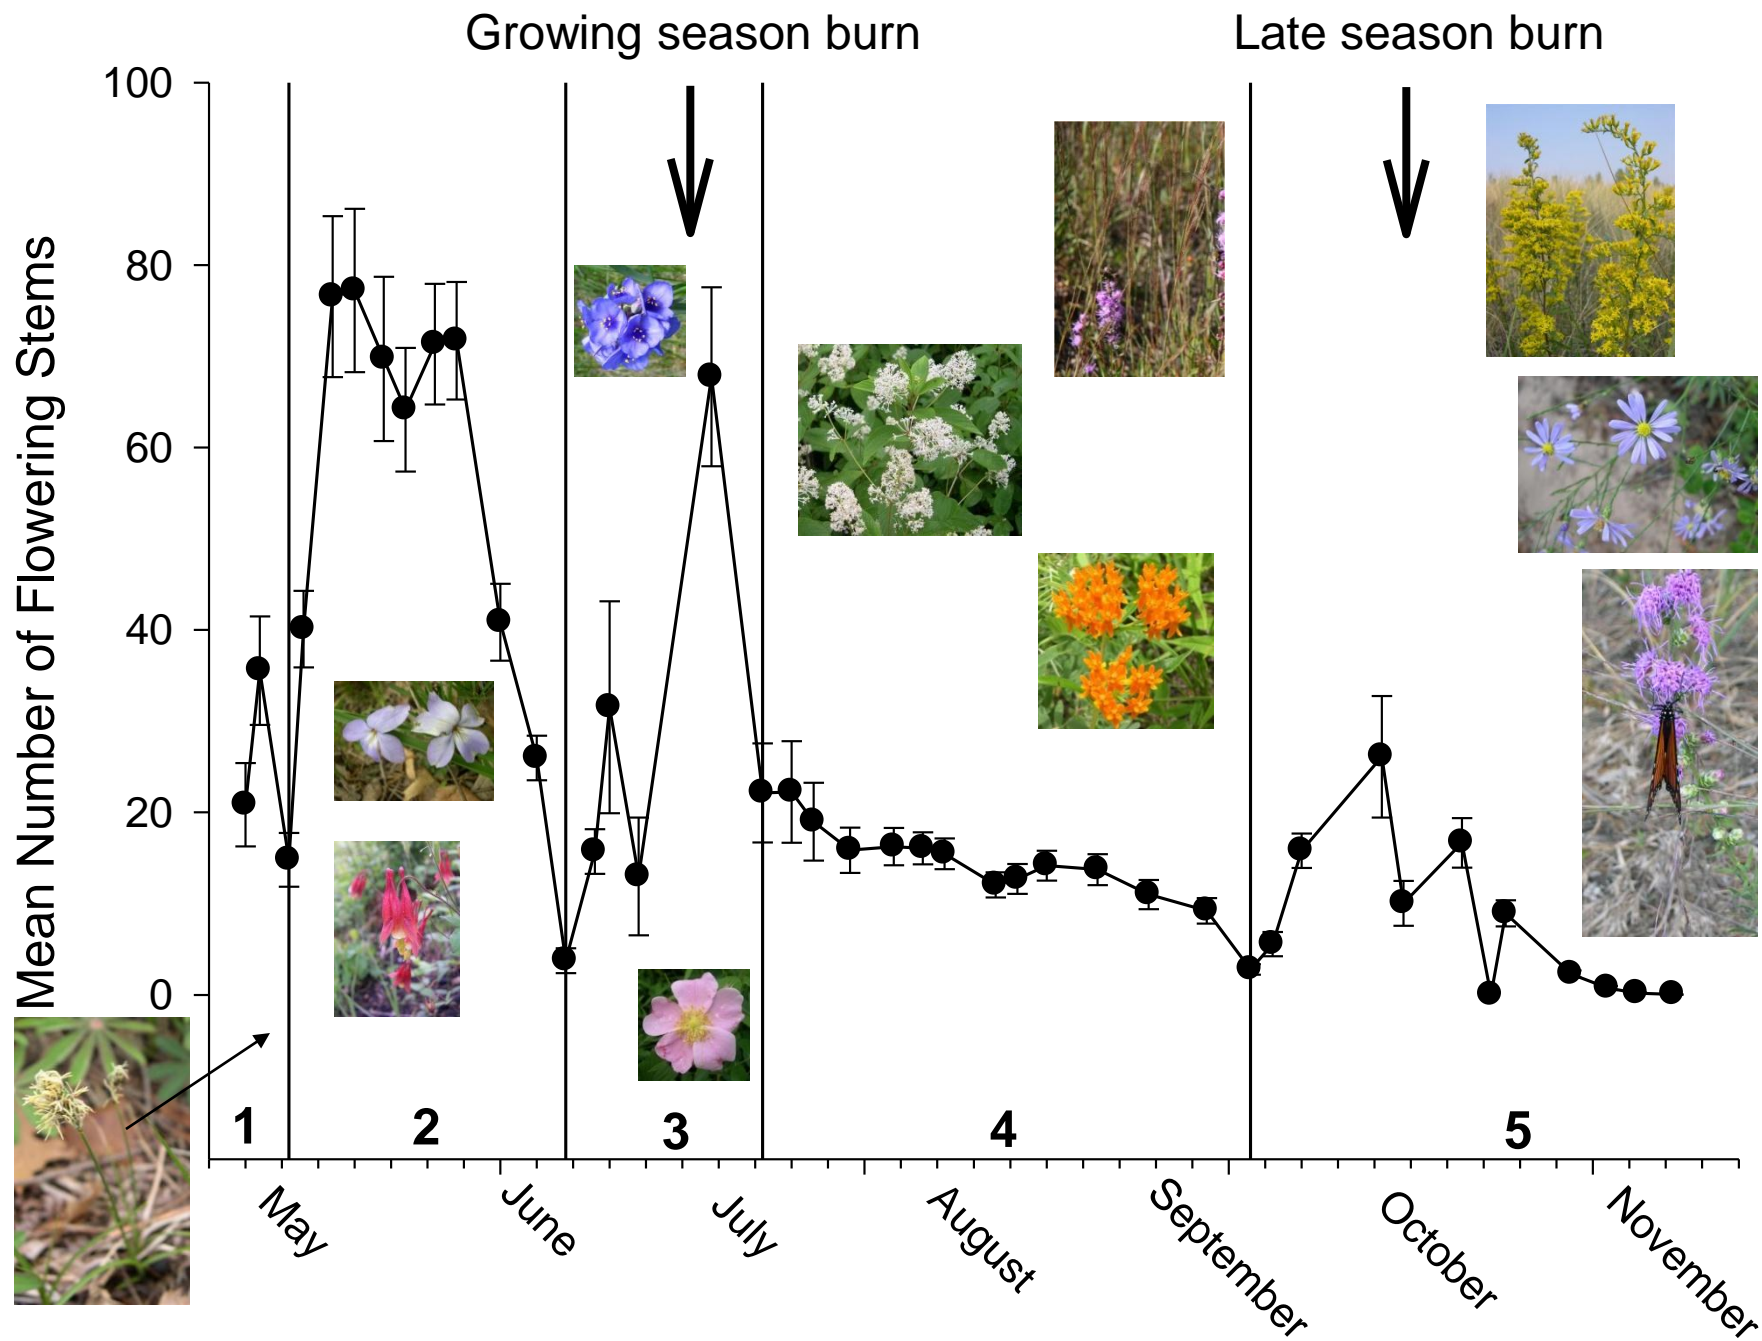 Growing season burn
Late season burn
Mean Number of Flowering Stems
100
80
60
40
20
0
1
2
3
4
5
May
June
July
August
September
October
November